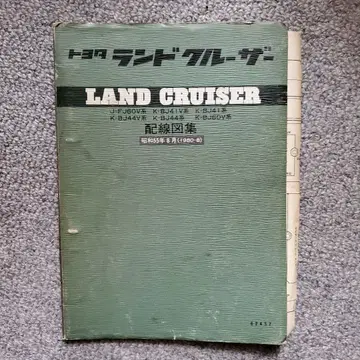 トヨタ ランドクルーザー
LAND CRUISER
J-FJ60V系 K-BJ41V系 K-BJ41系
K-BJ44V系 K-BJ44系 K-BJ60V系
配線図集
昭和55年8月(1980-8)